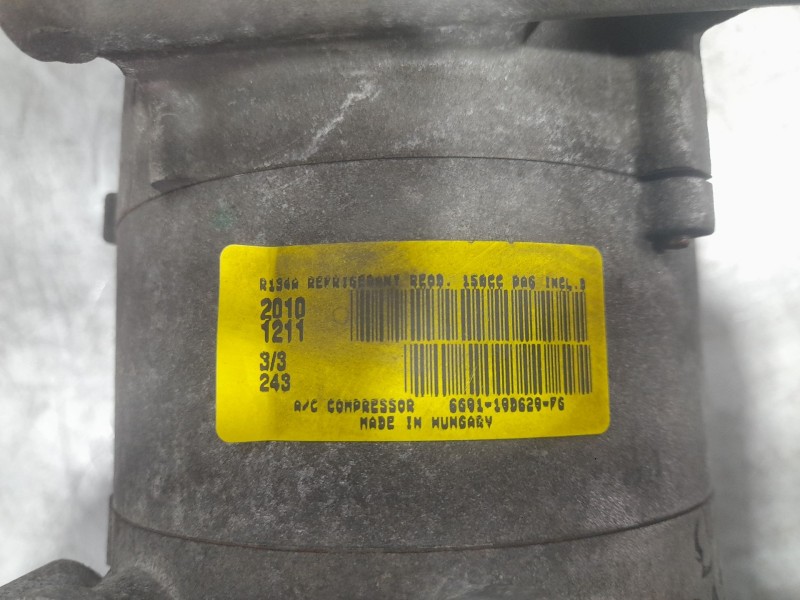 R134A REFRIGERANT REQD. 150CC PAG INCL.D
2010
1211
3/3
243
A/C COMPRESSOR 6G91-19D629-FG
MADE IN HUNGARY